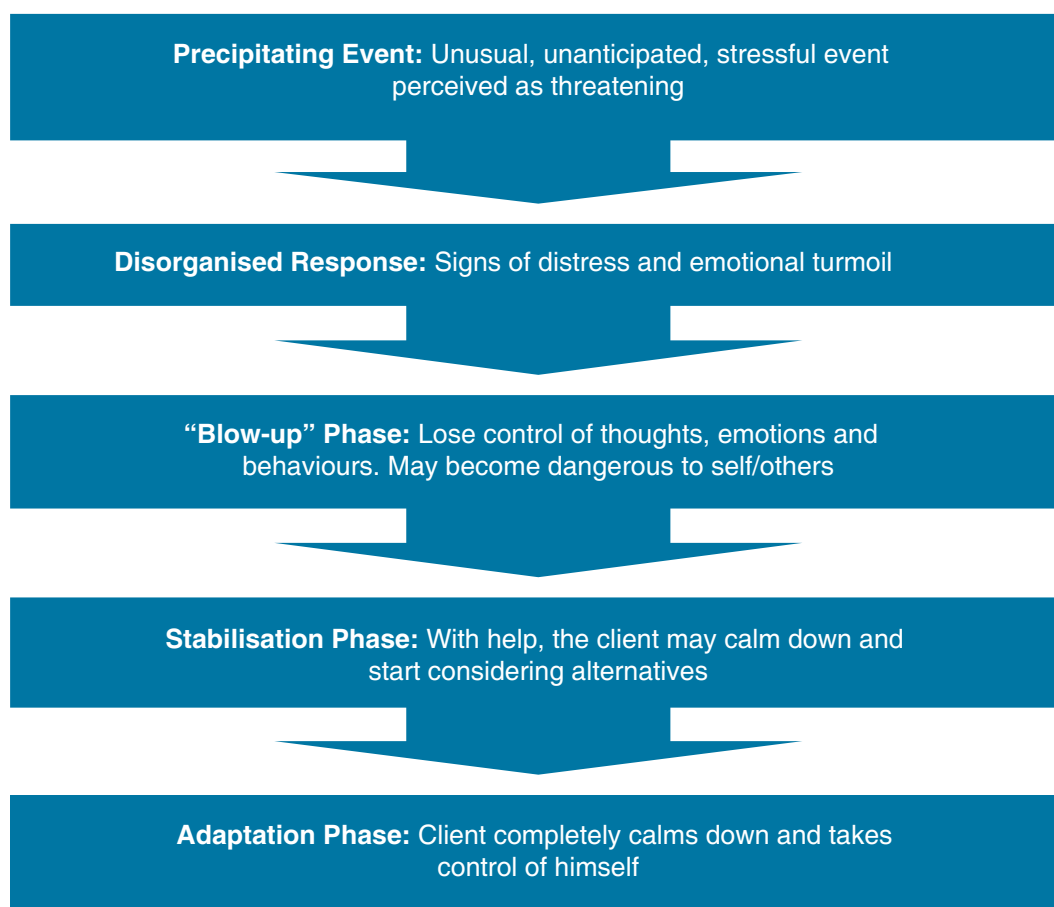 Precipitating Event: Unusual, unanticipated, stressful event
perceived as threatening
Disorganised Response: Signs of distress and emotional turmoil
“Blow-up” Phase: Lose control of thoughts, emotions and
behaviours. May become dangerous to self/others
Stabilisation Phase: With help, the client may calm down and
start considering alternatives
Adaptation Phase: Client completely calms down and takes
control of himself